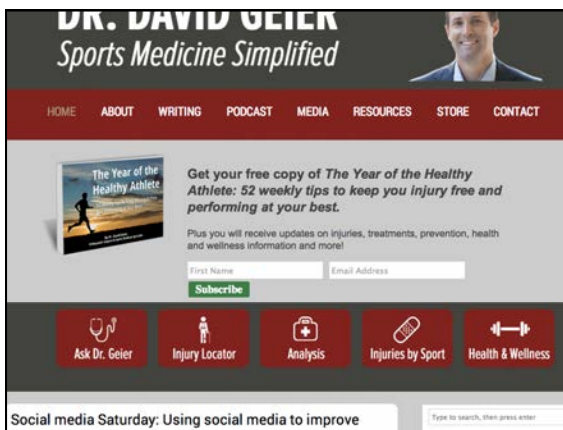 DR. DAVID GEIER
Sports Medicine Simplified
HOME ABOUT WRITING PODCAST MEDIA RESOURCES STORE CONTACT
The Year of the
Healthy Athlete
Get your free copy of The Year of the Healthy
Athlete: 52 weekly tips to keep you injury free and
performing at your best.
Plus you will receive updates on injuries, treatments, prevention, health
and wellness information and more!
First Name Email Address
Subscribe
Ask Dr. Geier Injury Locator Analysis Injuries by Sport Health & Wellness
Social media Saturday: Using social media to improve
Type to search, then press enter